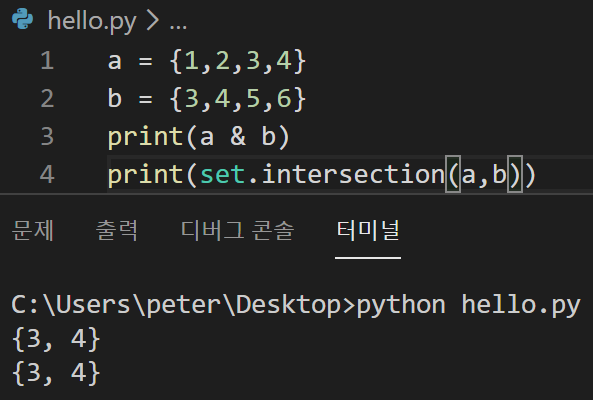 hello.py > ...
1 a = {1,2,3,4}
2 b = {3,4,5,6}
3 print(a & b)
4 print(set.intersection(a,b))
문제 출력 디버그 콘솔 터미널
C:\Users\peter\Desktop>python hello.py
{3, 4}
{3, 4}